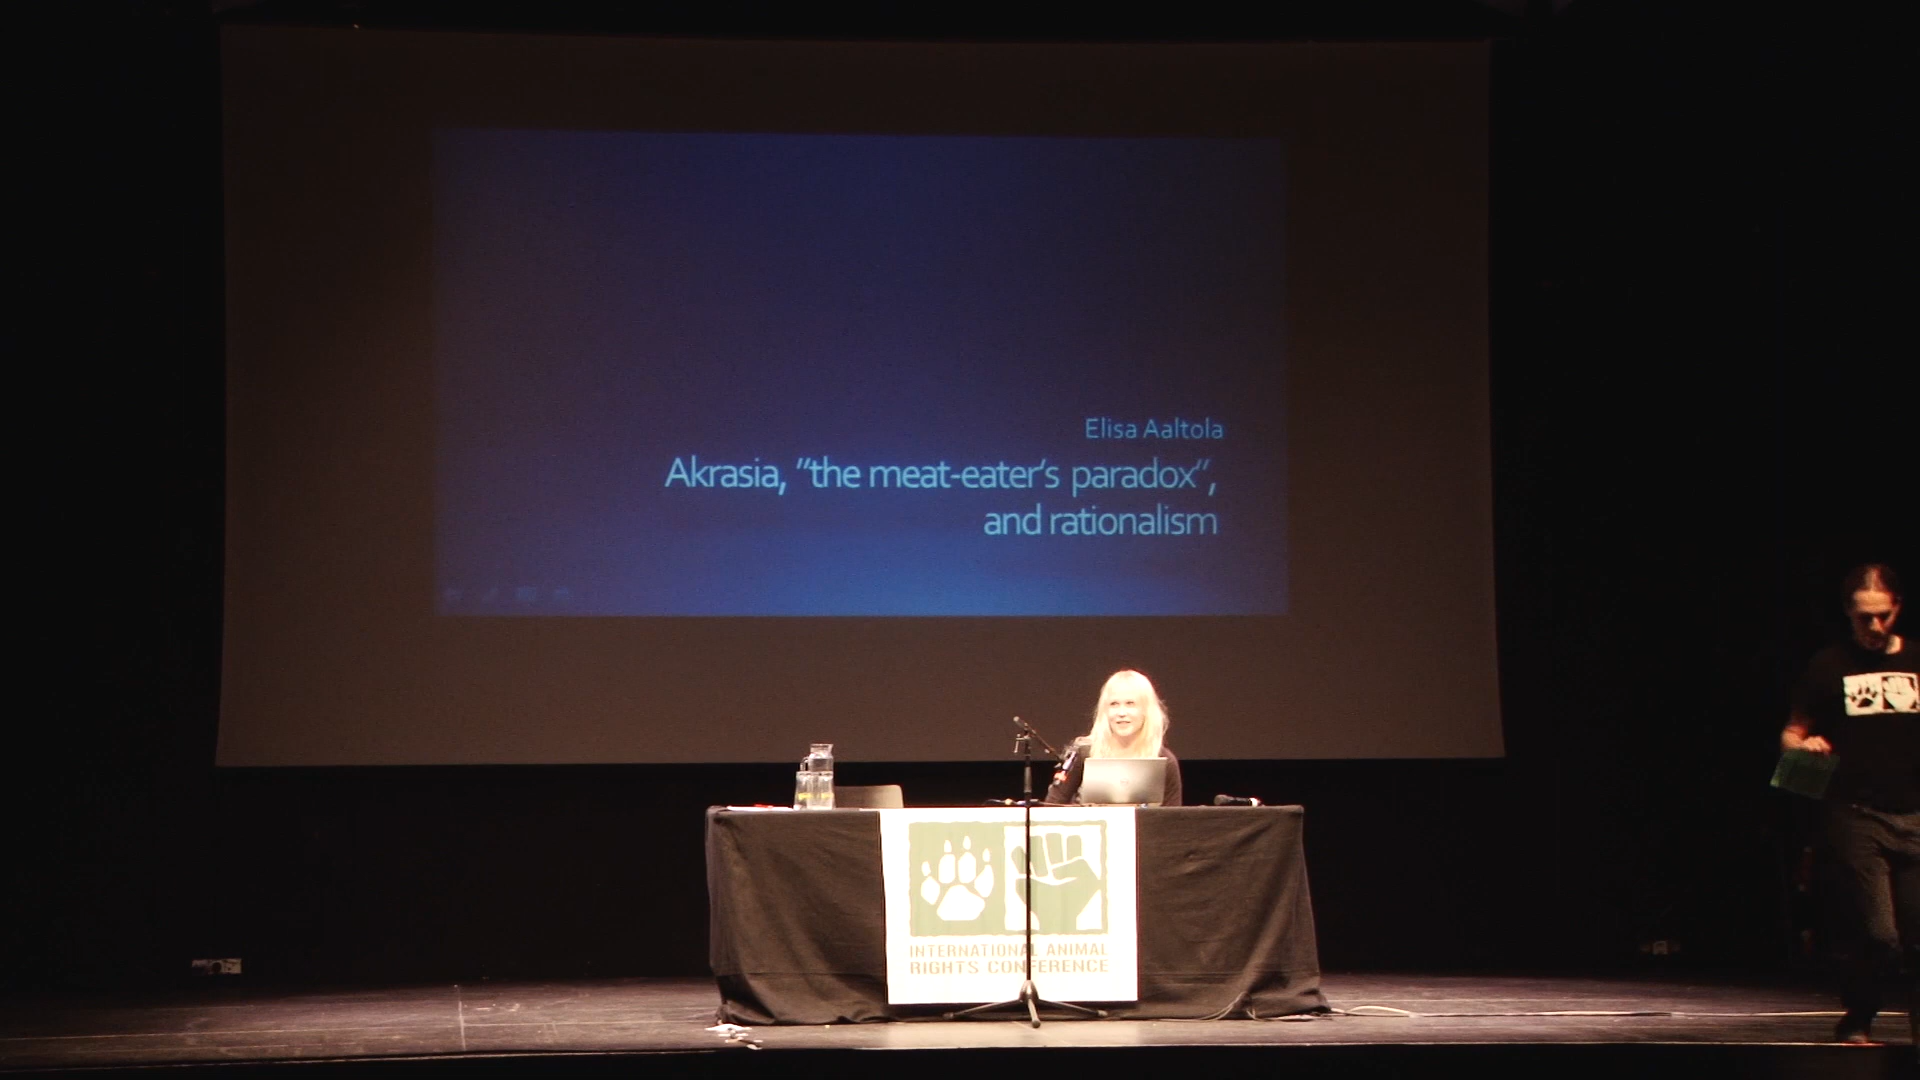 Elisa Aaltola
Akrasia, ”the meat-eater’s paradox”,
and rationalism
INTERNATIONAL ANIMAL
RIGHTS CONFERENCE